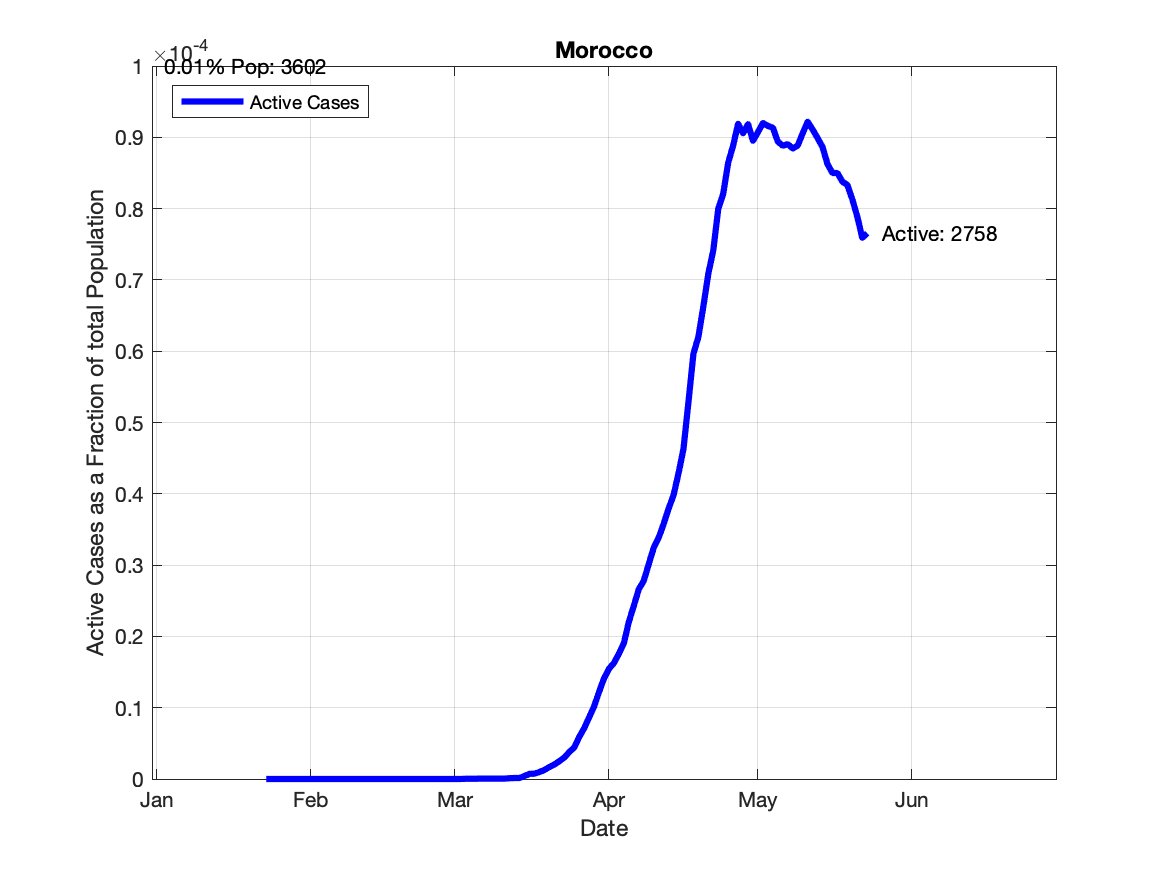 Morocco
×10-4
0.01% Pop: 3602
Active Cases
1
0.9
0.8
0.7
0.6
0.5
0.4
0.3
0.2
0.1
0
Active Cases as a Fraction of total Population
Active: 2758
Jan Feb Mar Apr May Jun
Date